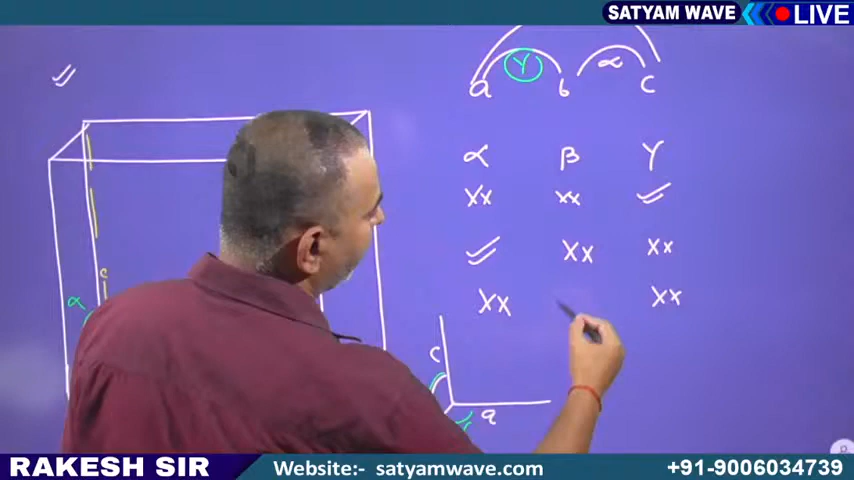 SATYAM WAVE LIVE
Y α
a b c
α β γ
xx xx
xx xx
xx xx
c
α
c
a
RAKESH SIR Website:- satyamwave.com +91-9006034739